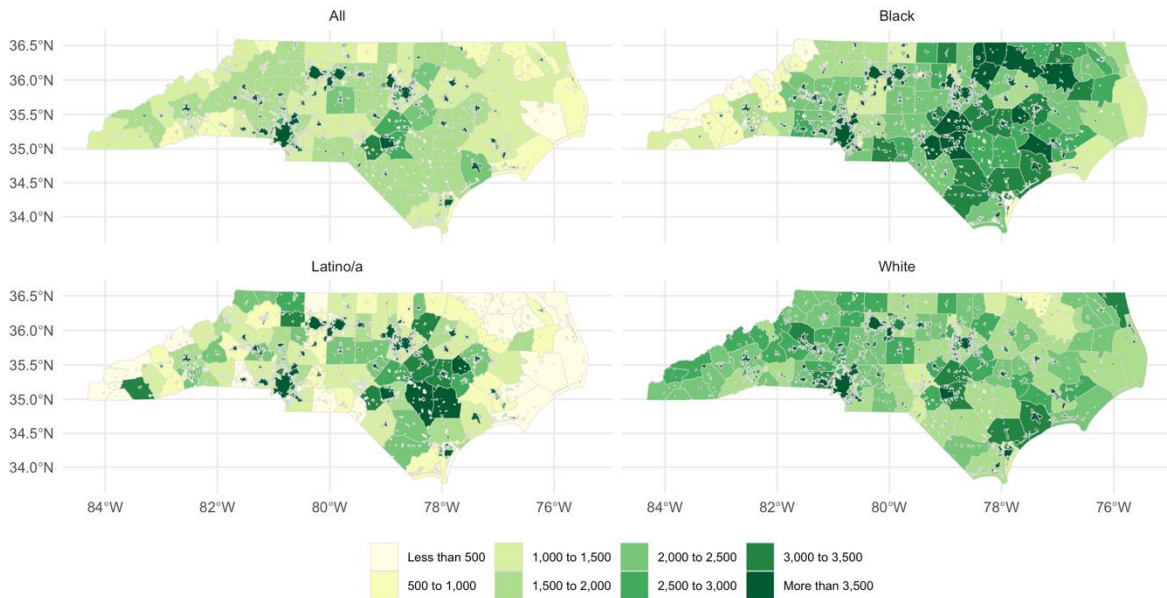 All
Black
36.5°N
36.0°N
35.5°N
35.0°N
34.5°N
34.0°N
Latino/a
White
36.5°N
36.0°N
35.5°N
35.0°N
34.5°N
34.0°N
84°W 82°W 80°W 78°W 76°W 84°W 82°W 80°W 78°W 76°W
Less than 500 1,000 to 1,500 2,000 to 2,500 3,000 to 3,500
500 to 1,000 1,500 to 2,000 2,500 to 3,000 More than 3,500